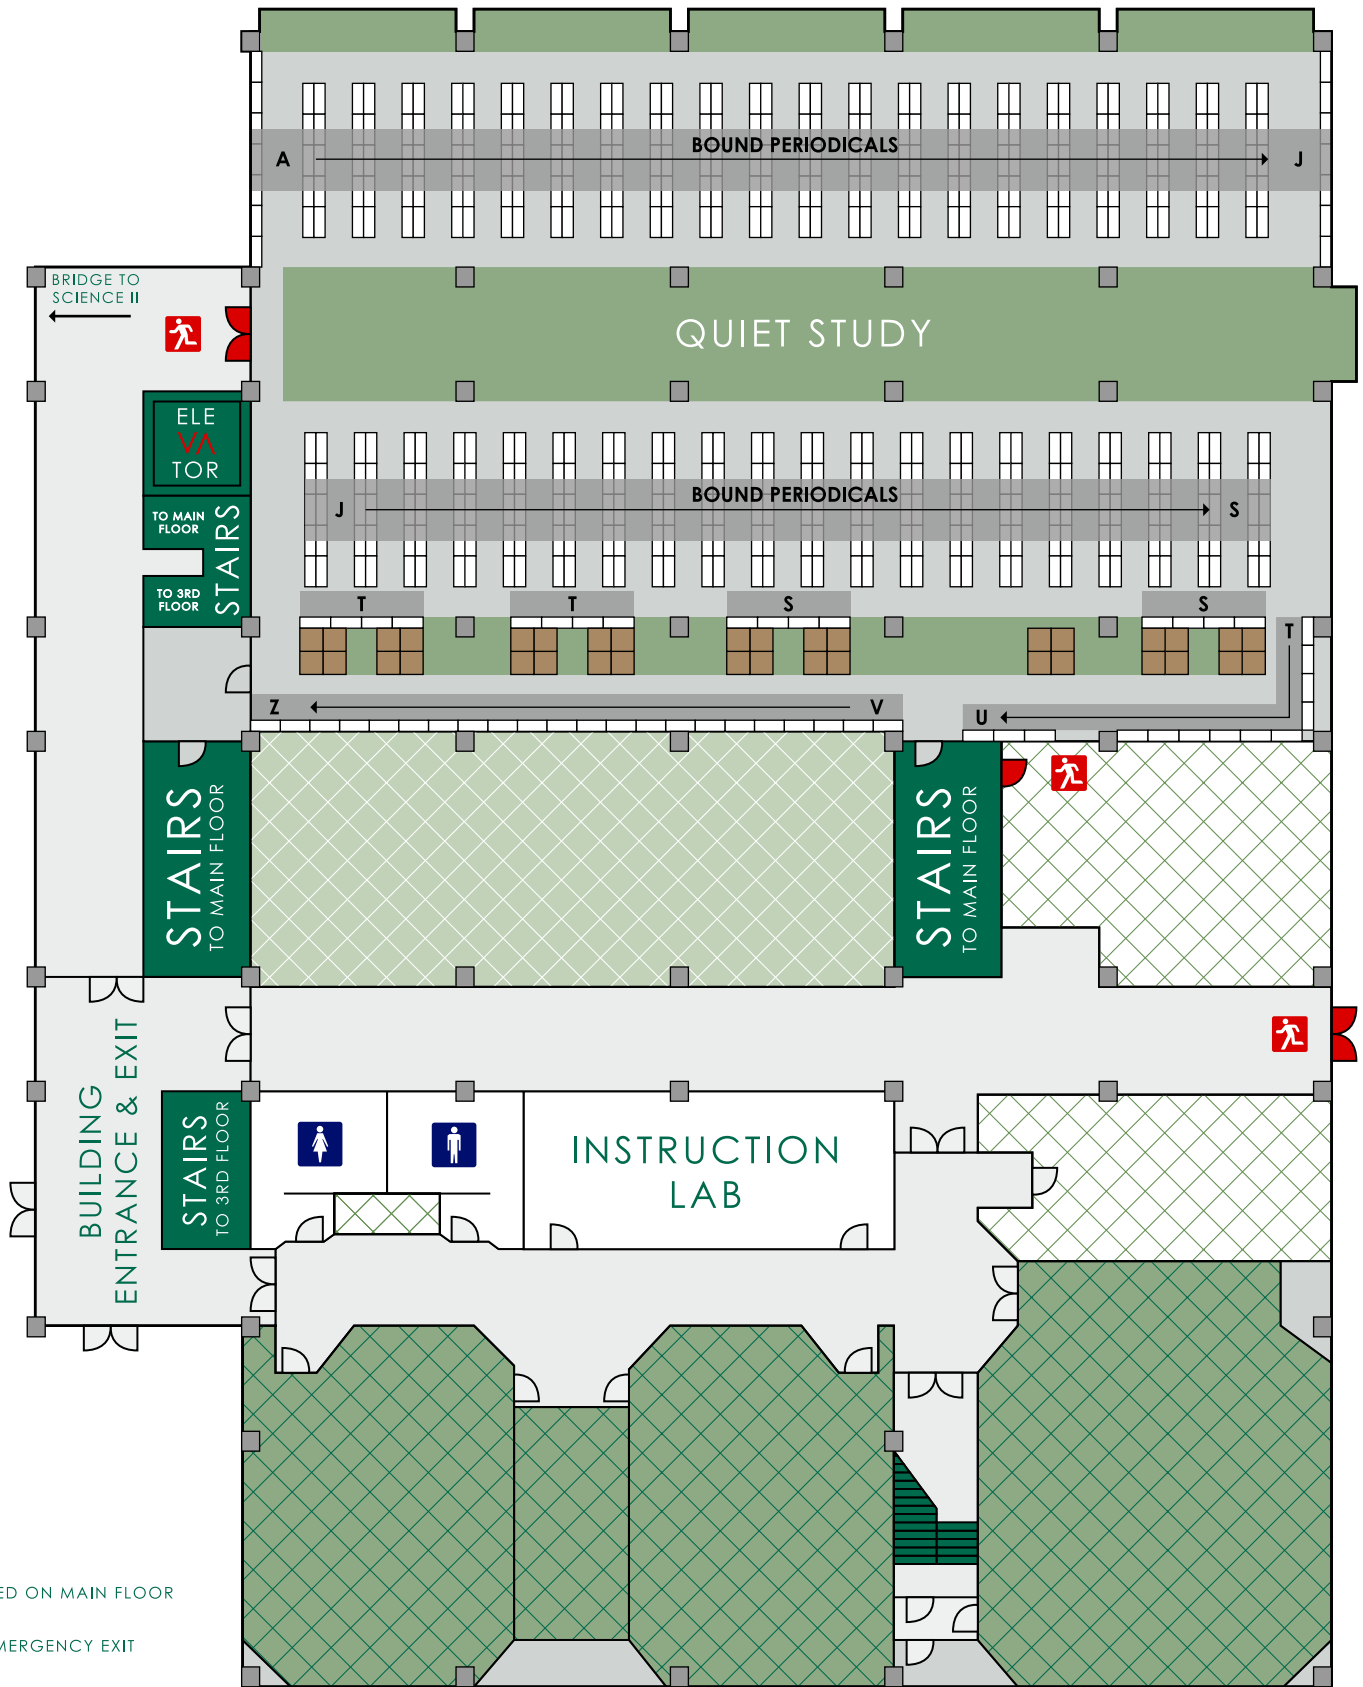 BOUND PERIODICALS
A
J
BRIDGE TO
SCIENCE II
QUIET STUDY
ELE
VA
TOR
BOUND PERIODICALS
J
S
TO MAIN
FLOOR
STAIRS
TO 3RD
FLOOR
T
T
S
S
T
Z
V
U
STAIRS
TO MAIN FLOOR
STAIRS
TO MAIN FLOOR
BUILDING
ENTRANCE & EXIT
STAIRS
TO 3RD FLOOR
INSTRUCTION
LAB
ON MAIN FLOOR
EXIT